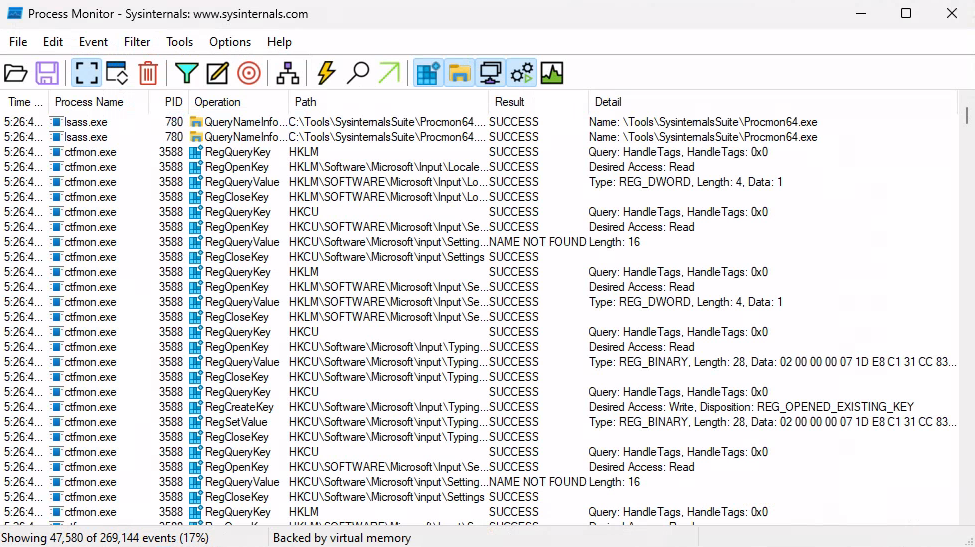 Process Monitor - Sysinternals: www.sysinternals.com
File Edit Event Filter Tools Options Help
Time ... Process Name PID Operation Path Result Detail
5:26:4... lsass.exe 780 QueryNameInfo... C:\Tools\SysinternalsSuite\Procmon64.... SUCCESS Name: \Tools\SysinternalsSuite\Procmon64.exe
5:26:4... lsass.exe 780 QueryNameInfo... C:\Tools\SysinternalsSuite\Procmon64.... SUCCESS Name: \Tools\SysinternalsSuite\Procmon64.exe
5:26:4... ctfmon.exe 3588 RegQueryKey HKLM SUCCESS Query: HandleTags, HandleTags: 0x0
5:26:4... ctfmon.exe 3588 RegOpenKey HKLM\Software\Microsoft\Input\Locale... SUCCESS Desired Access: Read
5:26:4... ctfmon.exe 3588 RegQueryValue HKLM\SOFTWARE\Microsoft\Input\Lo... SUCCESS Type: REG_DWORD, Length: 4, Data: 1
5:26:4... ctfmon.exe 3588 RegCloseKey HKLM\SOFTWARE\Microsoft\Input\Lo... SUCCESS
5:26:4... ctfmon.exe 3588 RegQueryKey HKCU SUCCESS Query: HandleTags, HandleTags: 0x0
5:26:4... ctfmon.exe 3588 RegOpenKey HKCU\SOFTWARE\Microsoft\Input\Se... SUCCESS Desired Access: Read
5:26:4... ctfmon.exe 3588 RegQueryValue HKCU\Software\Microsoft\input\Setting... NAME NOT FOUND Length: 16
5:26:4... ctfmon.exe 3588 RegCloseKey HKCU\Software\Microsoft\input\Settings SUCCESS
5:26:4... ctfmon.exe 3588 RegQueryKey HKLM SUCCESS Query: HandleTags, HandleTags: 0x0
5:26:4... ctfmon.exe 3588 RegOpenKey HKLM\SOFTWARE\Microsoft\Input\Se... SUCCESS Desired Access: Read
5:26:4... ctfmon.exe 3588 RegQueryValue HKLM\SOFTWARE\Microsoft\Input\Se... SUCCESS Type: REG_DWORD, Length: 4, Data: 1
5:26:4... ctfmon.exe 3588 RegCloseKey HKLM\SOFTWARE\Microsoft\Input\Se... SUCCESS
5:26:4... ctfmon.exe 3588 RegQueryKey HKCU SUCCESS Query: HandleTags, HandleTags: 0x0
5:26:4... ctfmon.exe 3588 RegOpenKey HKCU\Software\Microsoft\Input\Typing... SUCCESS Desired Access: Read
5:26:4... ctfmon.exe 3588 RegQueryValue HKCU\Software\Microsoft\Input\Typing... SUCCESS Type: REG_BINARY, Length: 28, Data: 02 00 00 00 07 1D E8 C1 31 CC 83...
5:26:4... ctfmon.exe 3588 RegCloseKey HKCU\Software\Microsoft\Input\Typing... SUCCESS
5:26:4... ctfmon.exe 3588 RegQueryKey HKCU SUCCESS Query: HandleTags, HandleTags: 0x0
5:26:4... ctfmon.exe 3588 RegCreateKey HKCU\Software\Microsoft\Input\Typing... SUCCESS Desired Access: Write, Disposition: REG_OPENED_EXISTING_KEY
5:26:4... ctfmon.exe 3588 RegSetValue HKCU\Software\Microsoft\Input\Typing... SUCCESS Type: REG_BINARY, Length: 28, Data: 02 00 00 00 07 1D E8 C1 31 CC 83...
5:26:4... ctfmon.exe 3588 RegCloseKey HKCU\Software\Microsoft\Input\Typing... SUCCESS
5:26:4... ctfmon.exe 3588 RegQueryKey HKCU SUCCESS Query: HandleTags, HandleTags: 0x0
5:26:4... ctfmon.exe 3588 RegOpenKey HKCU\SOFTWARE\Microsoft\Input\Se... SUCCESS Desired Access: Read
5:26:4... ctfmon.exe 3588 RegQueryValue HKCU\Software\Microsoft\input\Setting... NAME NOT FOUND Length: 16
5:26:4... ctfmon.exe 3588 RegCloseKey HKCU\Software\Microsoft\input\Settings SUCCESS
5:26:4... ctfmon.exe 3588 RegQueryKey HKLM SUCCESS Query: HandleTags, HandleTags: 0x0
Showing 47,580 of 269,144 events (17%) Backed by virtual memory